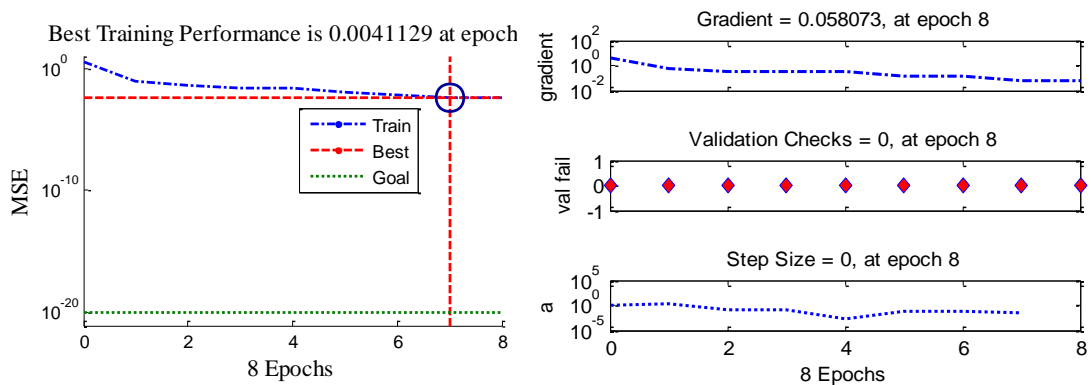 Best Training Performance is 0.0041129 at epoch
10^0
10^-10
10^-20
MSE
Train
Best
Goal
0 2 4 6 8
8 Epochs
Gradient = 0.058073, at epoch 8
10^2
10^0
10^-2
gradient
Validation Checks = 0, at epoch 8
1
0
-1
val fail
Step Size = 0, at epoch 8
10^5
10^0
10^-5
a
0 2 4 6 8
8 Epochs